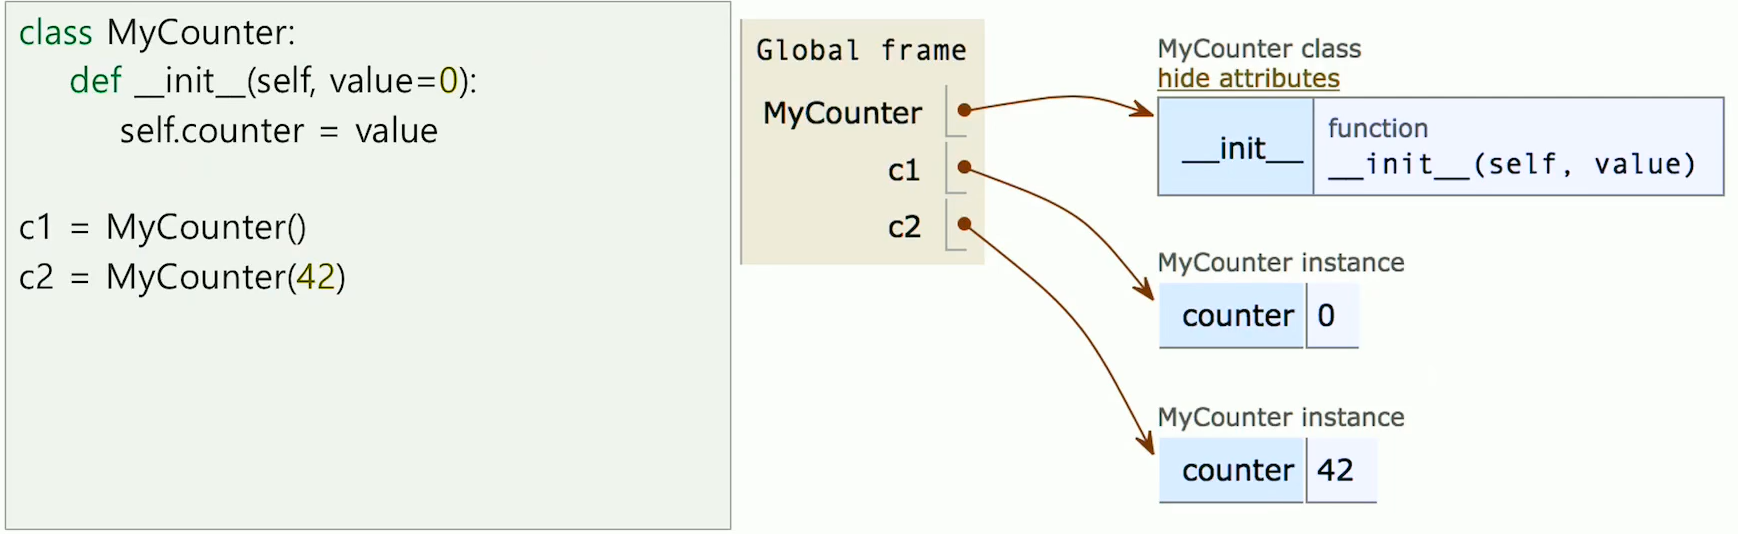 class MyCounter:
def __init__(self, value=0):
self.counter = value
c1 = MyCounter()
c2 = MyCounter(42)
Global frame
MyCounter
c1
c2
MyCounter class
hide attributes
__init__
function
__init__(self, value)
MyCounter instance
counter 0
MyCounter instance
counter 42